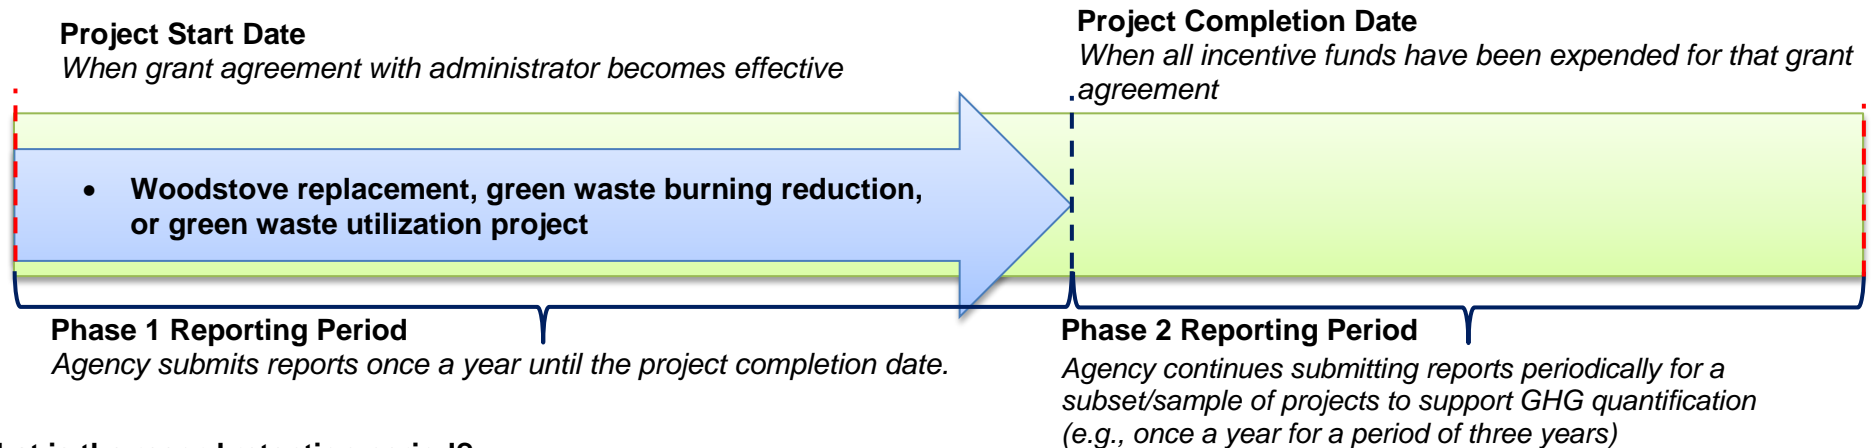 Project Start Date
When grant agreement with administrator becomes effective
Project Completion Date
When all incentive funds have been expended for that grant
agreement
• Woodstove replacement, green waste burning reduction,
or green waste utilization project
Phase 1 Reporting Period
Agency submits reports once a year until the project completion date.
Phase 2 Reporting Period
Agency continues submitting reports periodically for a
subset/sample of projects to support GHG quantification
(e.g., once a year for a period of three years)